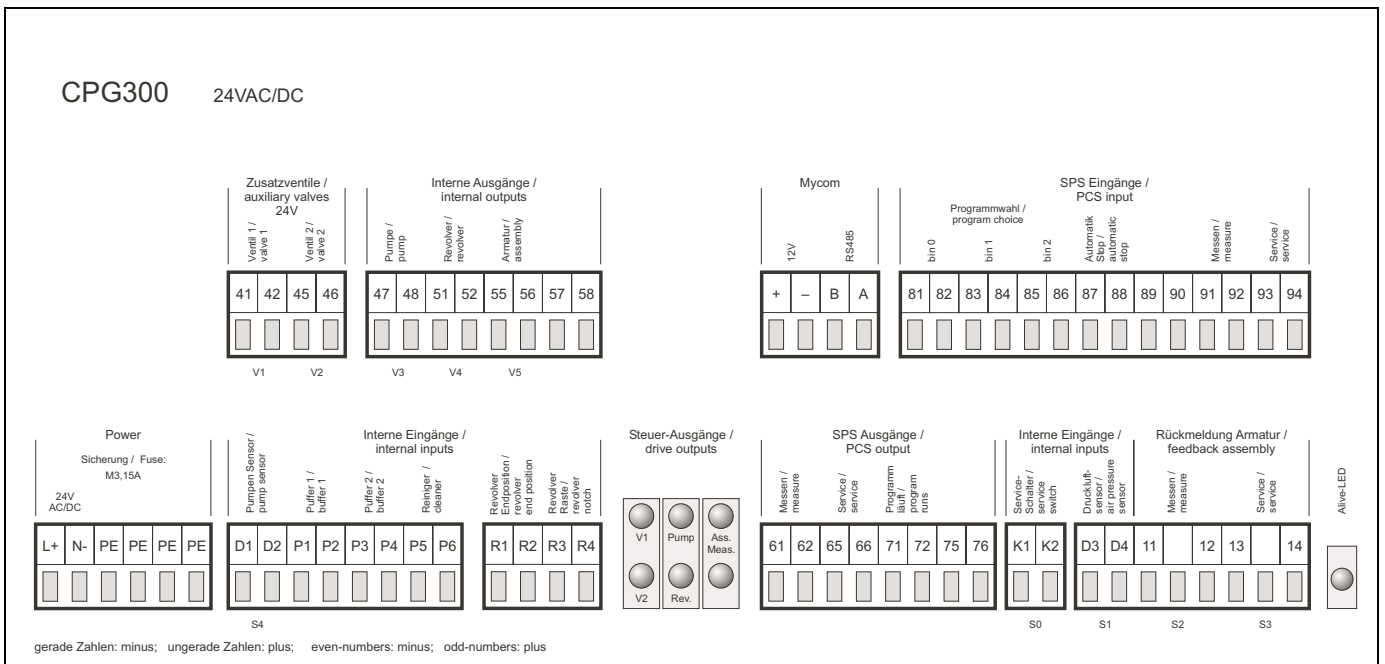 CPG300 24VAC/DC
Zusatzventile /
auxiliary valves
24V
Ventil 1 /
valve 1
Ventil 2 /
valve 2
41 42 45 46
V1 V2
Interne Ausgänge /
internal outputs
Pumpe /
pump
Revolver /
revolver
Armatur /
assembly
47 48 51 52 55 56 57 58
V3 V4 V5
Mycom
12V
RS485
+ – B A
SPS Eingänge /
PCS input
Programmwahl /
program choice
bin 0
bin 1
bin 2
Automatik
Stop /
automatic
stop
Messen /
measure
Service /
service
81 82 83 84 85 86 87 88 89 90 91 92 93 94
Power
Sicherung / Fuse:
M3,15A
24V
AC/DC
L+ N- PE PE PE PE
Interne Eingänge /
internal inputs
Pumpen Sensor /
pump sensor
Puffer 1 /
buffer 1
Puffer 2 /
buffer 2
Reiniger /
cleaner
D1 D2 P1 P2 P3 P4 P5 P6
S4
Revolver
Endposition /
revolver
end position
Revolver
Raste /
revolver
notch
R1 R2 R3 R4
Steuer-Ausgänge /
drive outputs
V1
V2
Pump
Rev.
Ass.
Meas.
SPS Ausgänge /
PCS output
Messen /
measure
Service /
service
Programm
läuft /
program
runs
61 62 65 66 71 72 75 76
Interne Eingänge /
internal inputs
Service-
Schalter /
service
switch
Druckluft-
sensor /
air pressure
sensor
K1 K2 D3 D4
S0 S1
Rückmeldung Armatur /
feedback assembly
Messen /
measure
Service /
service
11 12 13 14
S2 S3
Alive-LED
gerade Zahlen: minus; ungerade Zahlen: plus; even-numbers: minus; odd-numbers: plus